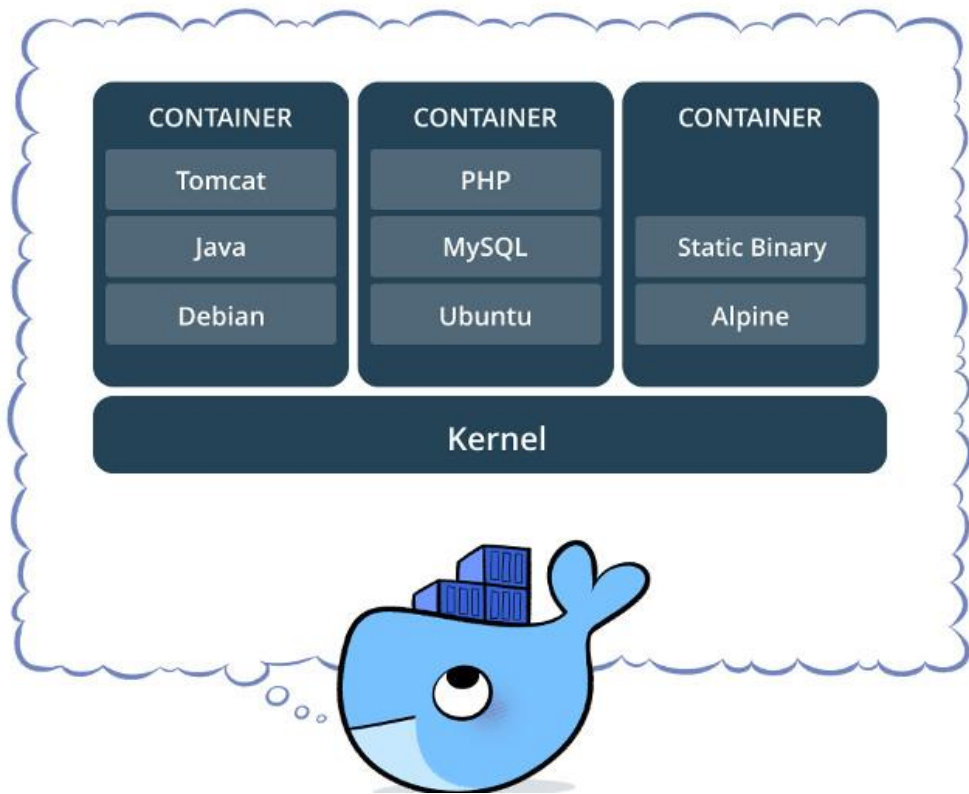 CONTAINER
Tomcat
Java
Debian
CONTAINER
PHP
MySQL
Ubuntu
CONTAINER
Static Binary
Alpine
Kernel